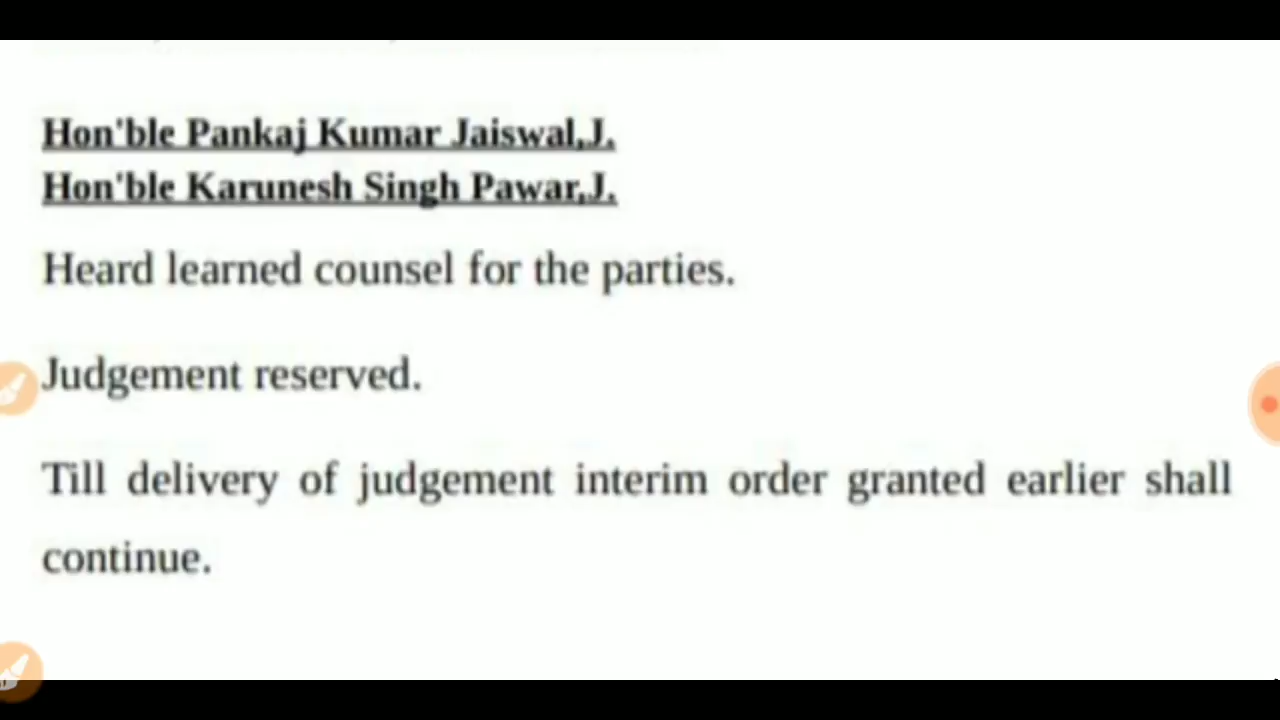 Hon'ble Pankaj Kumar Jaiswal,J.
Hon'ble Karunesh Singh Pawar,J.
Heard learned counsel for the parties.
Judgement reserved.
Till delivery of judgement interim order granted earlier shall
continue.